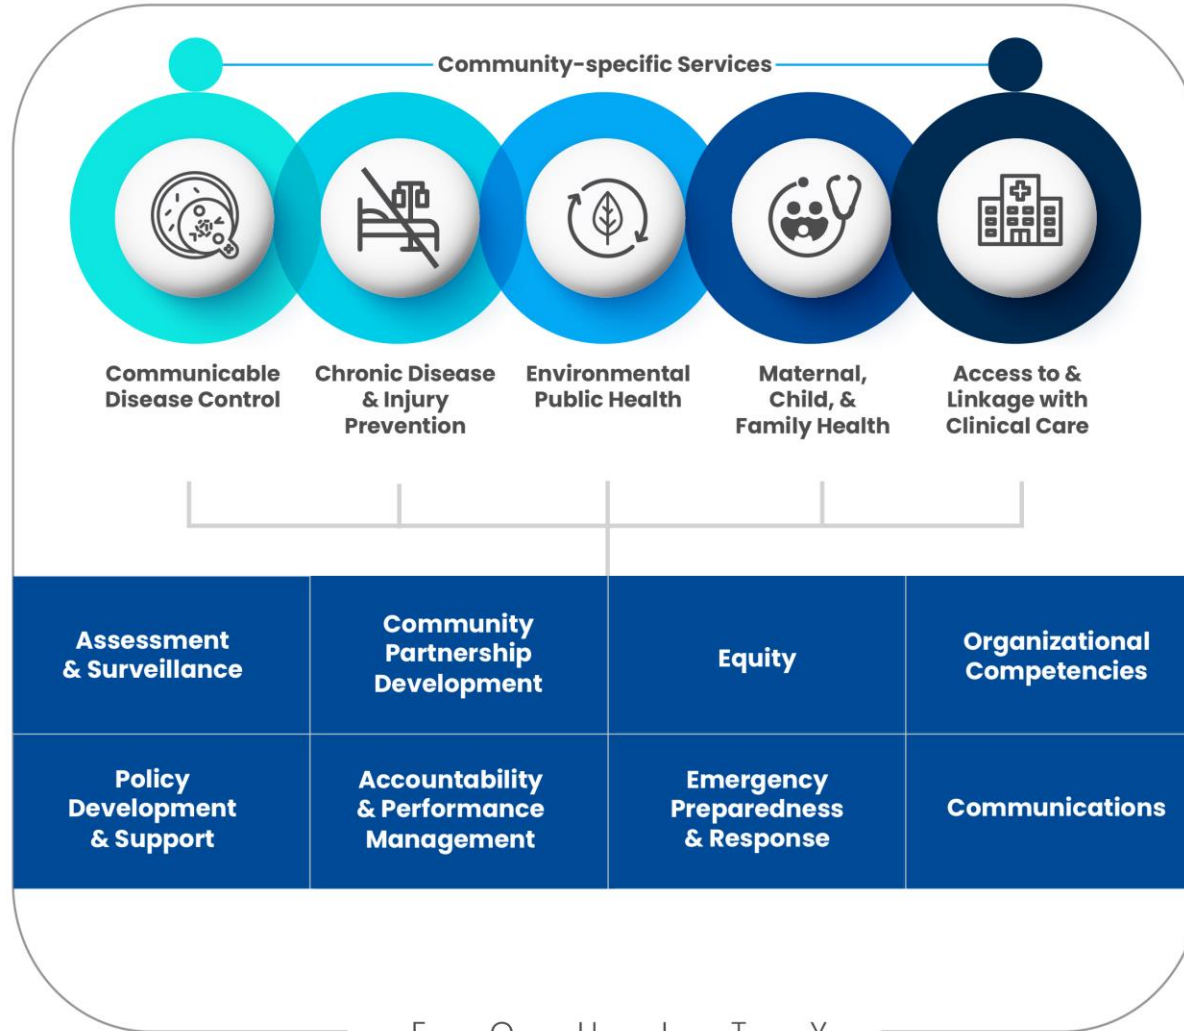 Community-specific Services
Communicable
Disease Control
Chronic Disease
& Injury
Prevention
Environmental
Public Health
Maternal,
Child, &
Family Health
Access to &
Linkage with
Clinical Care
Assessment
& Surveillance
Community
Partnership
Development
Equity
Organizational
Competencies
Policy
Development
& Support
Accountability
& Performance
Management
Emergency
Preparedness
& Response
Communications
E Q U I T Y